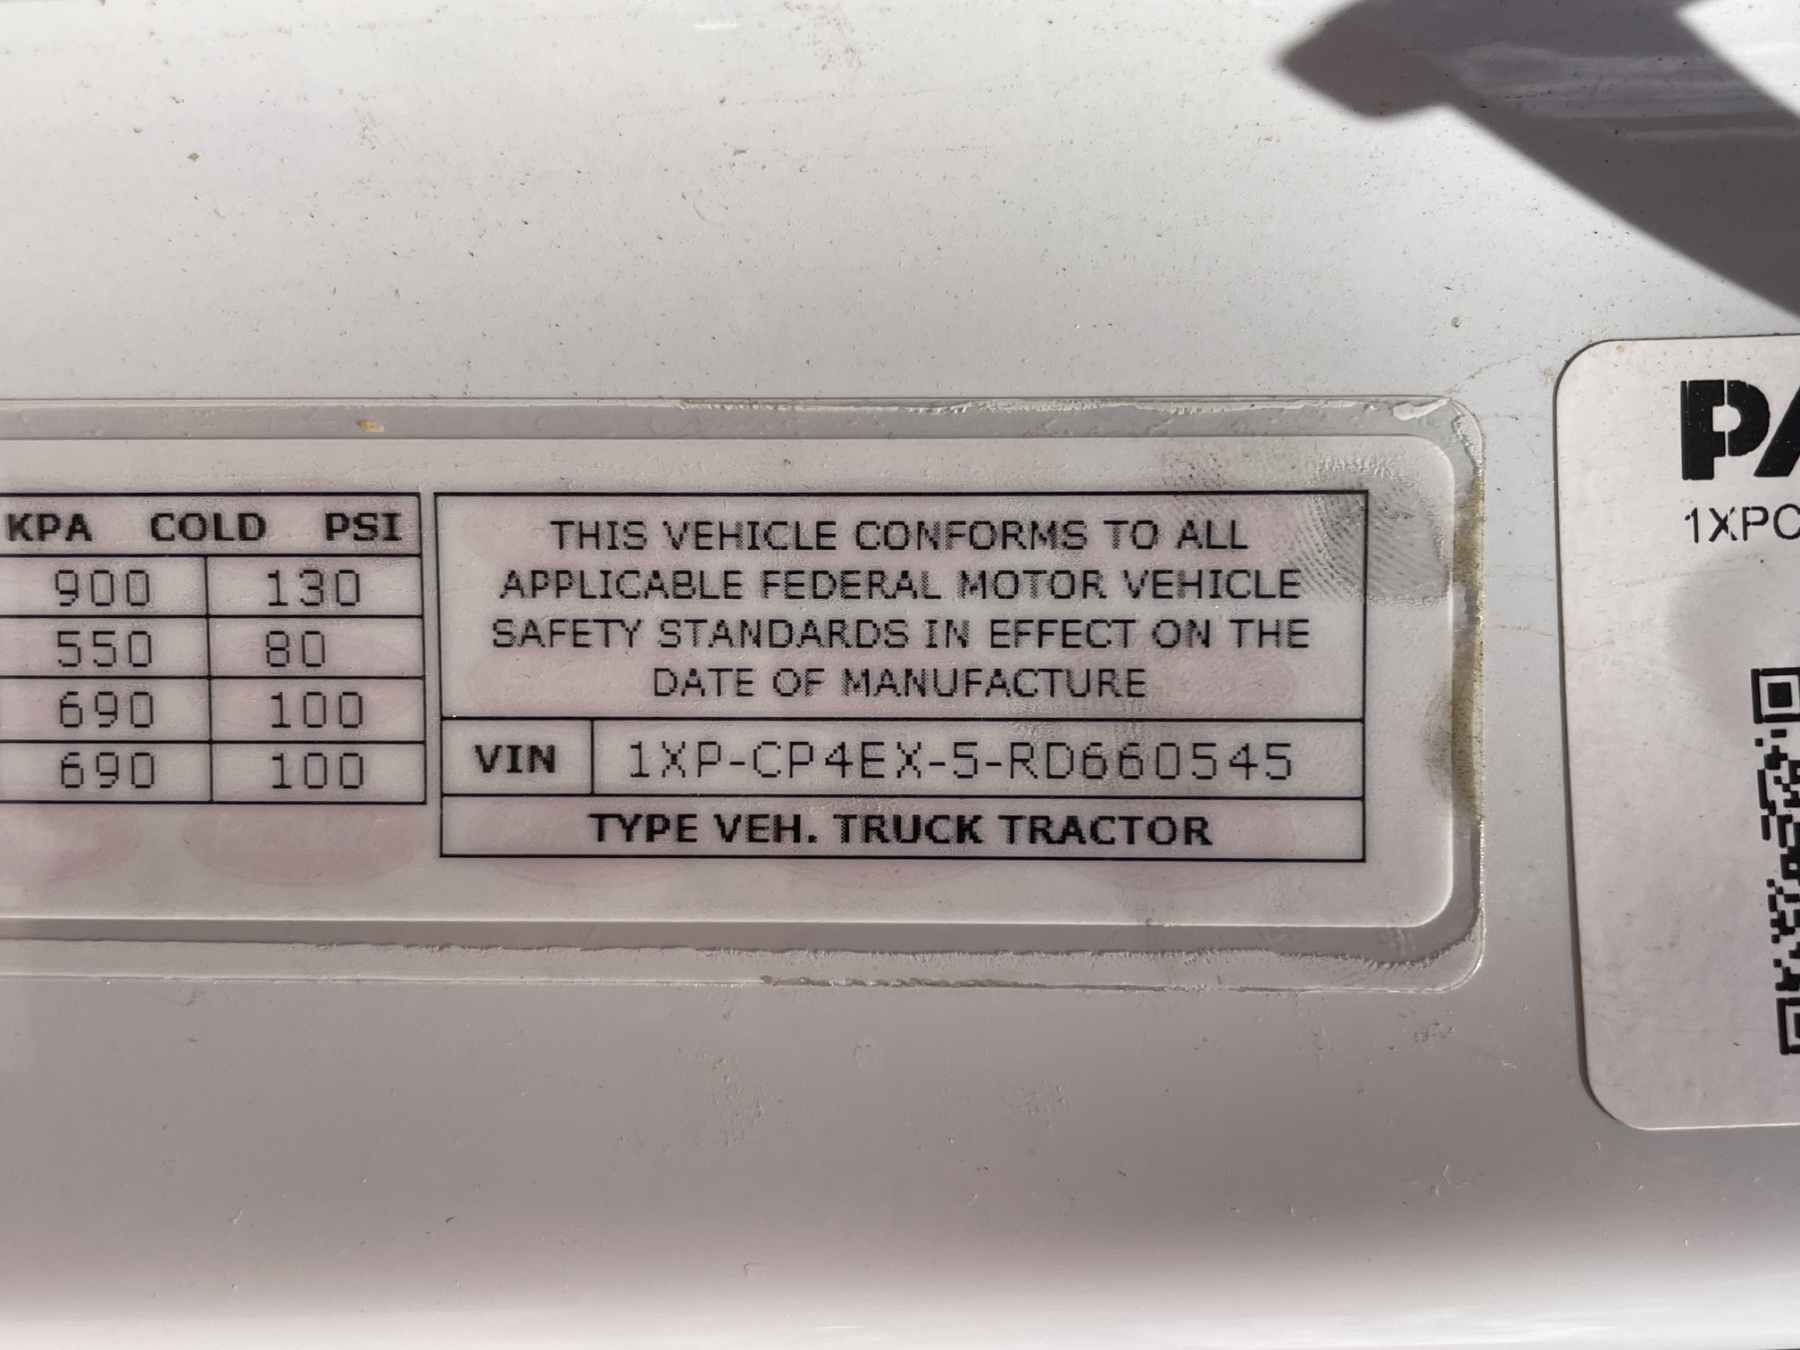 KPA COLD PSI
900 130
550 80
690 100
690 100
THIS VEHICLE CONFORMS TO ALL
APPLICABLE FEDERAL MOTOR VEHICLE
SAFETY STANDARDS IN EFFECT ON THE
DATE OF MANUFACTURE
VIN 1XP-CP4EX-5-RD660545
TYPE VEH. TRUCK TRACTOR
PA
1XPC